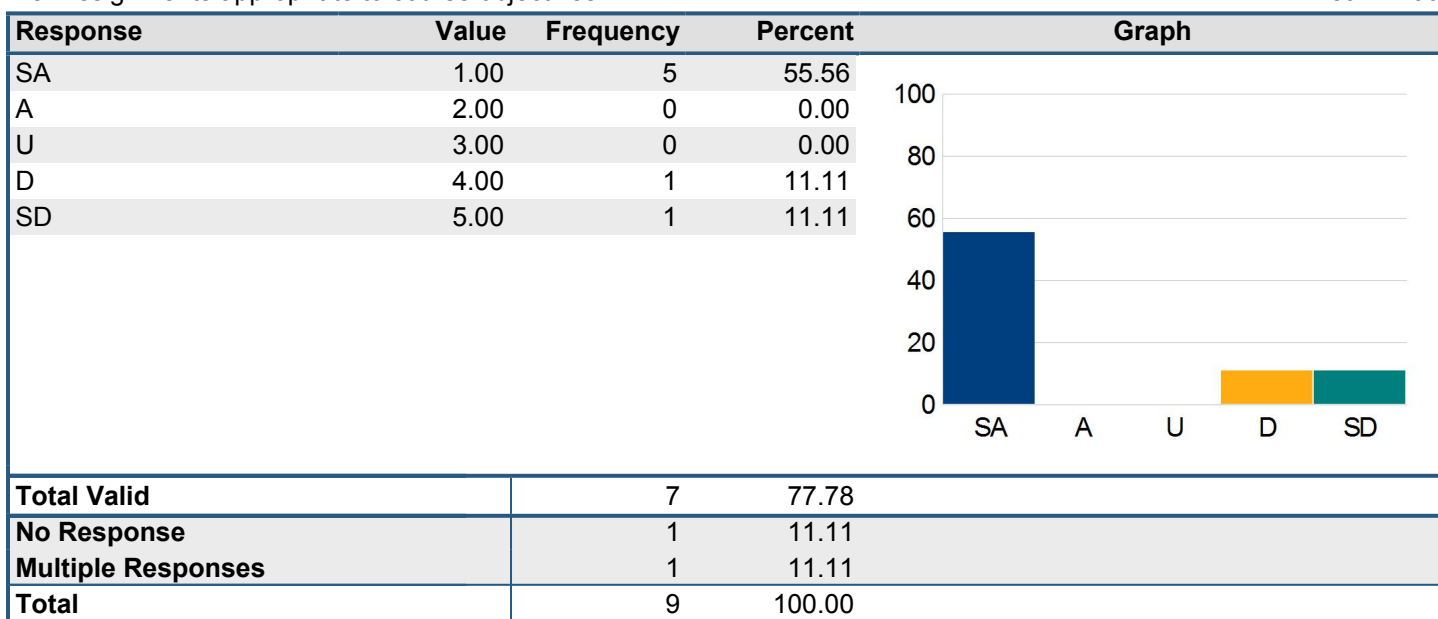 Response Value Frequency Percent Graph
SA 1.00 5 55.56
A 2.00 0 0.00
U 3.00 0 0.00
D 4.00 1 11.11
SD 5.00 1 11.11
100
80
60
40
20
0
SA A U D SD
Total Valid 7 77.78
No Response 1 11.11
Multiple Responses 1 11.11
Total 9 100.00